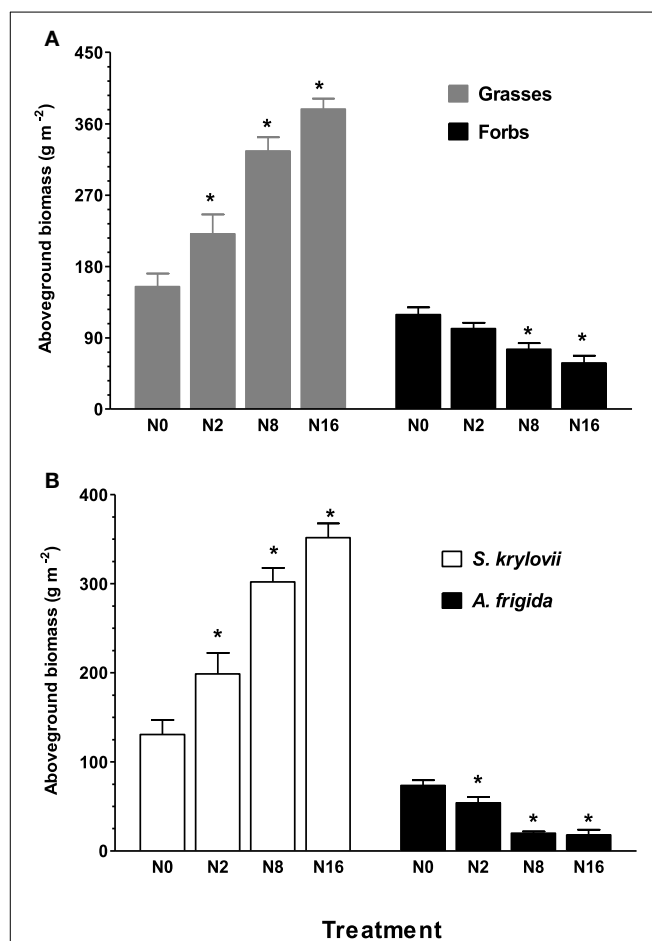 A
Aboveground biomass (g m⁻²)
450
360
270
180
90
0
* * *
* *
Grasses
Forbs
N0 N2 N8 N16 N0 N2 N8 N16
B
Aboveground biomass (g m⁻²)
400
300
200
100
0
* * *
* * *
S. krylovii
A. frigida
N0 N2 N8 N16 N0 N2 N8 N16
Treatment